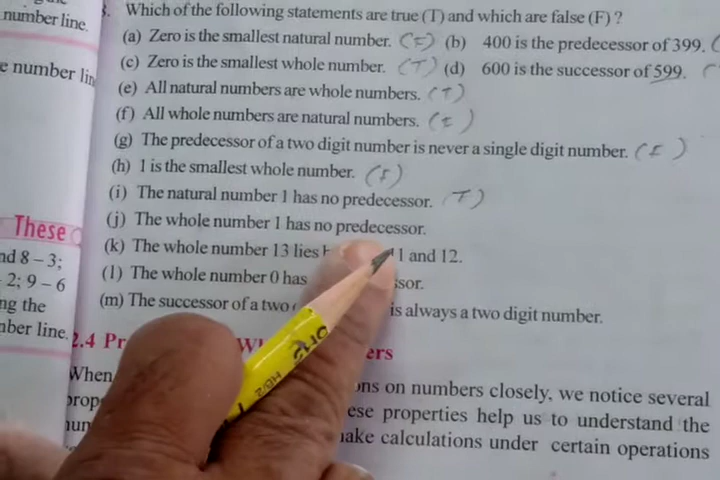 number line.
e number lin
These
nd 8 – 3;
2; 9 – 6
ng the
ber line.
Which of the following statements are true (T) and which are false (F) ?
(a) Zero is the smallest natural number. (F) (b) 400 is the predecessor of 399. (
(c) Zero is the smallest whole number. (T) (d) 600 is the successor of 599. (
(e) All natural numbers are whole numbers. (T)
(f) All whole numbers are natural numbers. (F)
(g) The predecessor of a two digit number is never a single digit number. (F)
(h) 1 is the smallest whole number. (F)
(i) The natural number 1 has no predecessor. (T)
(j) The whole number 1 has no predecessor.
(k) The whole number 13 lies 11 and 12.
(l) The whole number 0 has ssor.
(m) The successor of a two is always a two digit number.
2.4 Pr W ers
When ons on numbers closely, we notice several
prop ese properties help us to understand the
nun ake calculations under certain operations
HB/2